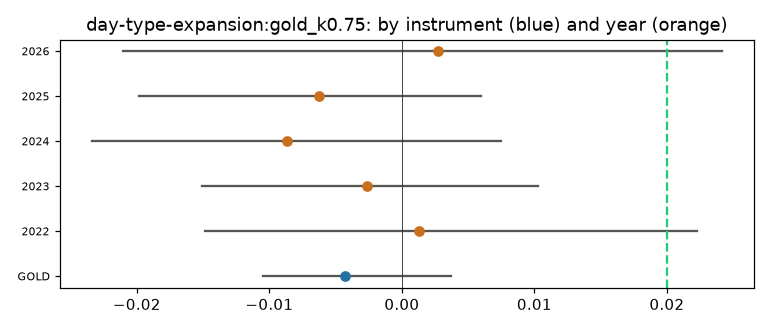 day-type-expansion:gold_k0.75: by instrument (blue) and year (orange)
2026
2025
2024
2023
2022
GOLD
−0.02 −0.01 0.00 0.01 0.02